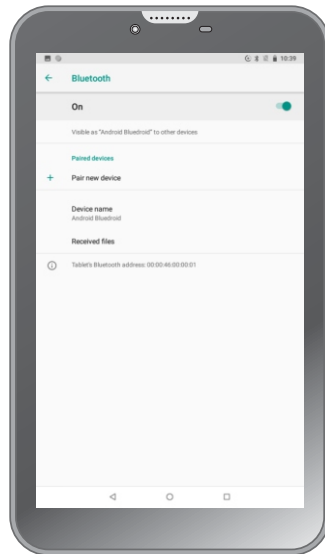 10:39
Bluetooth
On
Visible as "Android Bluedroid" to other devices
Paired devices
+ Pair new device
Device name
Android Bluedroid
Received files
Tablet's Bluetooth address: 00:00:46:00:00:01